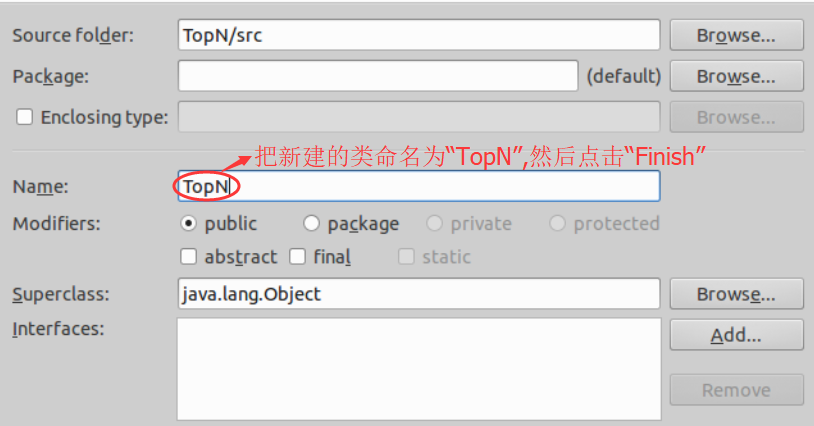 Source folder: TopN/src Browse...
Package: (default) Browse...
Enclosing type: Browse...
把新建的类命名为“TopN”,然后点击“Finish”
Name: TopN
Modifiers: public package private protected
abstract final static
Superclass: java.lang.Object Browse...
Interfaces: Add...
Remove